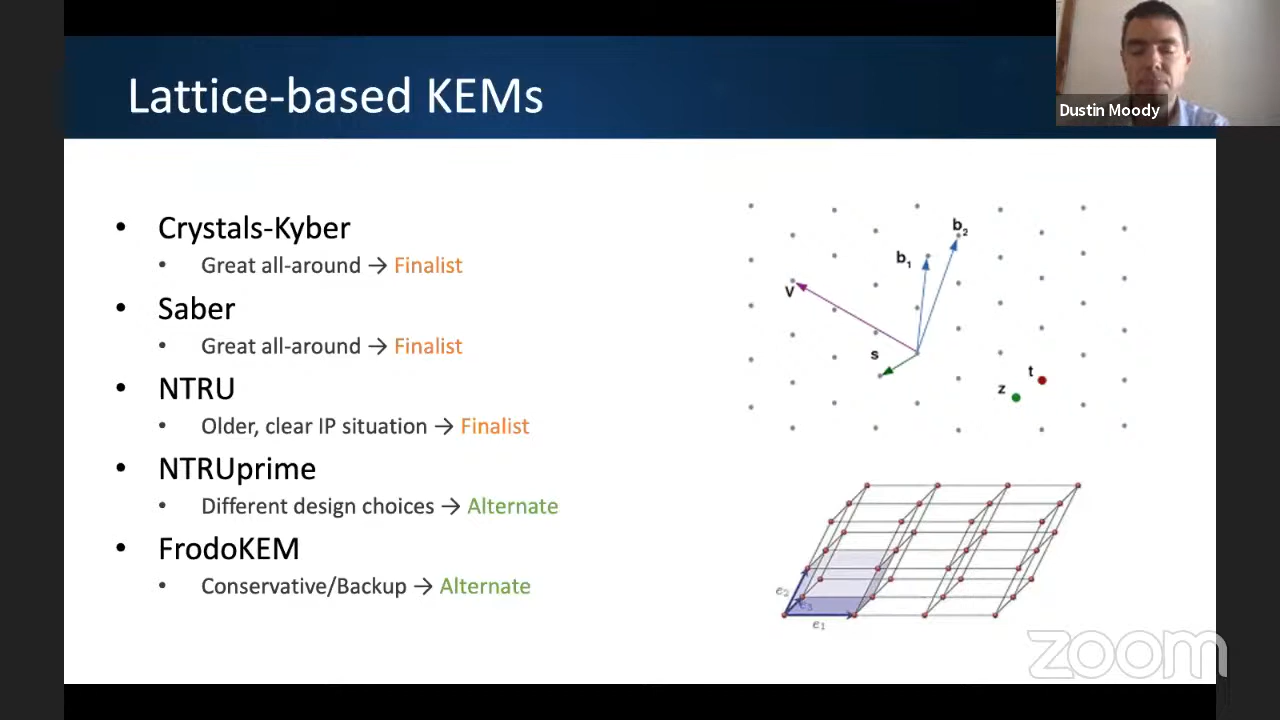 Lattice-based KEMs
Dustin Moody
• Crystals-Kyber
• Great all-around → Finalist
• Saber
• Great all-around → Finalist
• NTRU
• Older, clear IP situation → Finalist
• NTRUprime
• Different design choices → Alternate
• FrodoKEM
• Conservative/Backup → Alternate
b₂
b₁
v
s
t
z
e₂
e₃
e₁
zoom